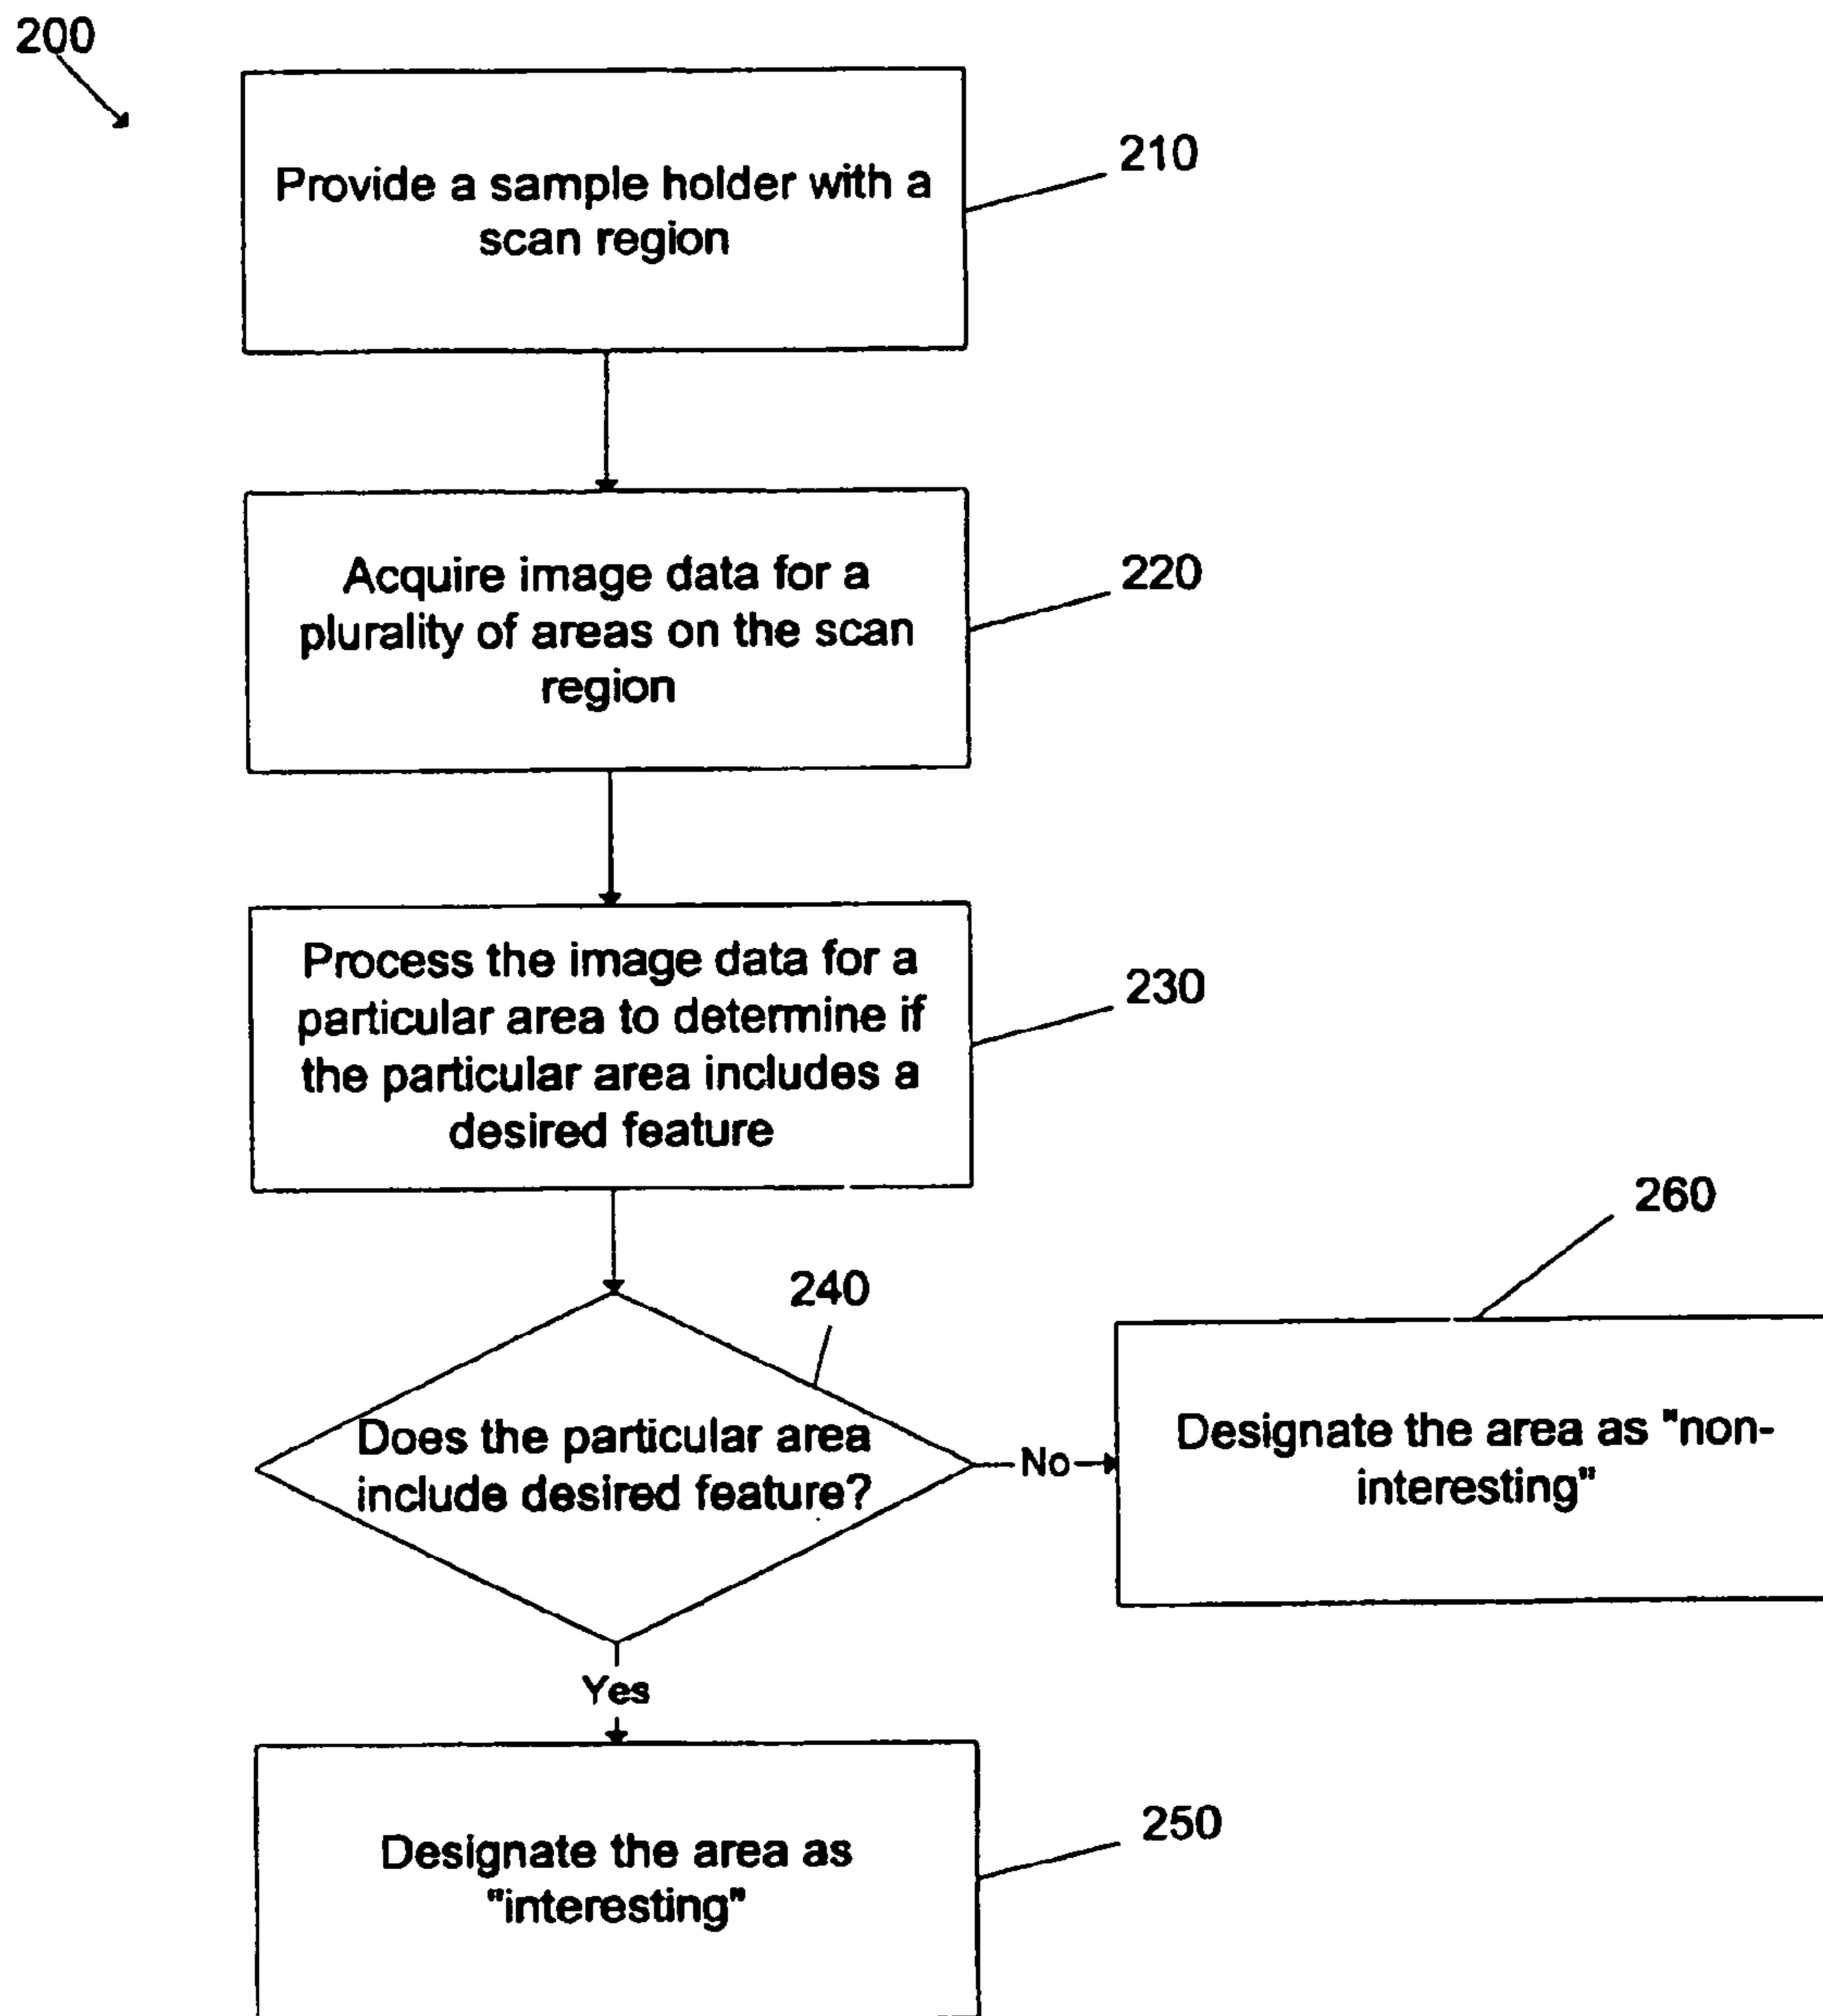 200
Provide a sample holder with a
scan region
210
Acquire image data for a
plurality of areas on the scan
region
220
Process the image data for a
particular area to determine if
the particular area includes a
desired feature
230
240
Does the particular area
include desired feature?
No
260
Designate the area as "non-
interesting"
Yes
Designate the area as
"interesting"
250